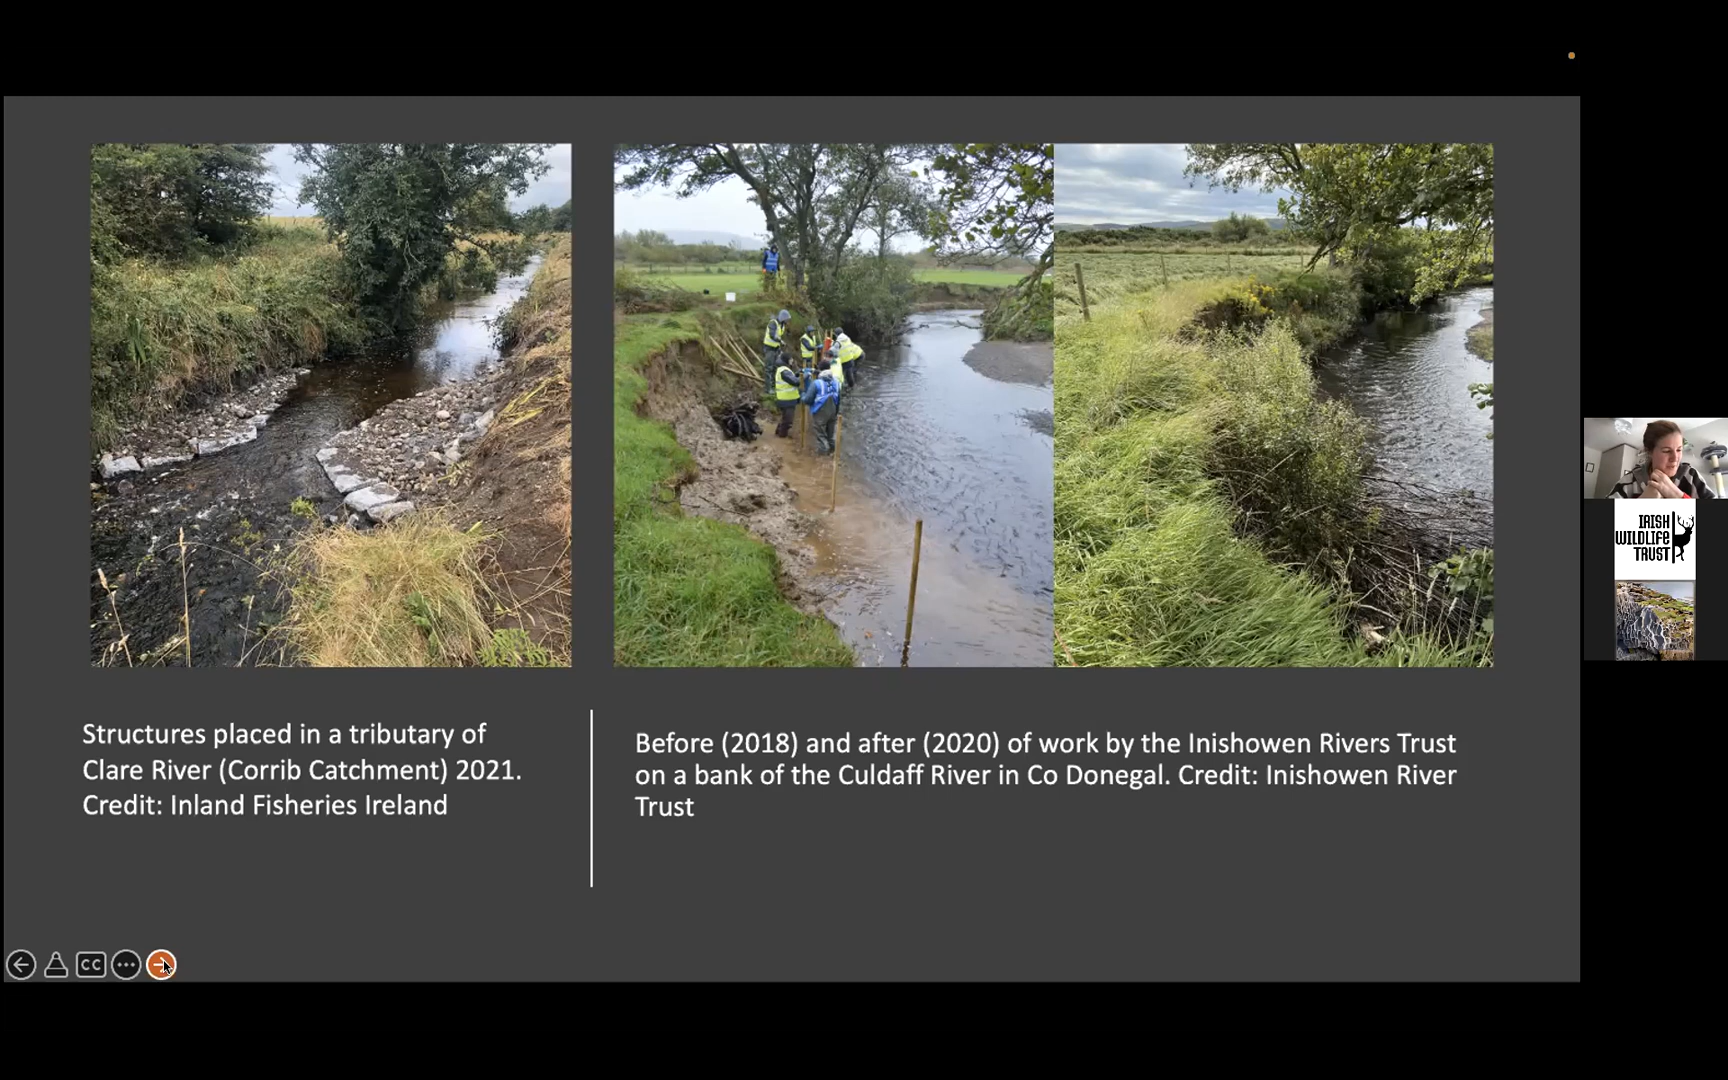 Structures placed in a tributary of
Clare River (Corrib Catchment) 2021.
Credit: Inland Fisheries Ireland
Before (2018) and after (2020) of work by the Inishowen Rivers Trust
on a bank of the Culdaff River in Co Donegal. Credit: Inishowen River
Trust
IRISH
WILDLIFE
TRUST
CC